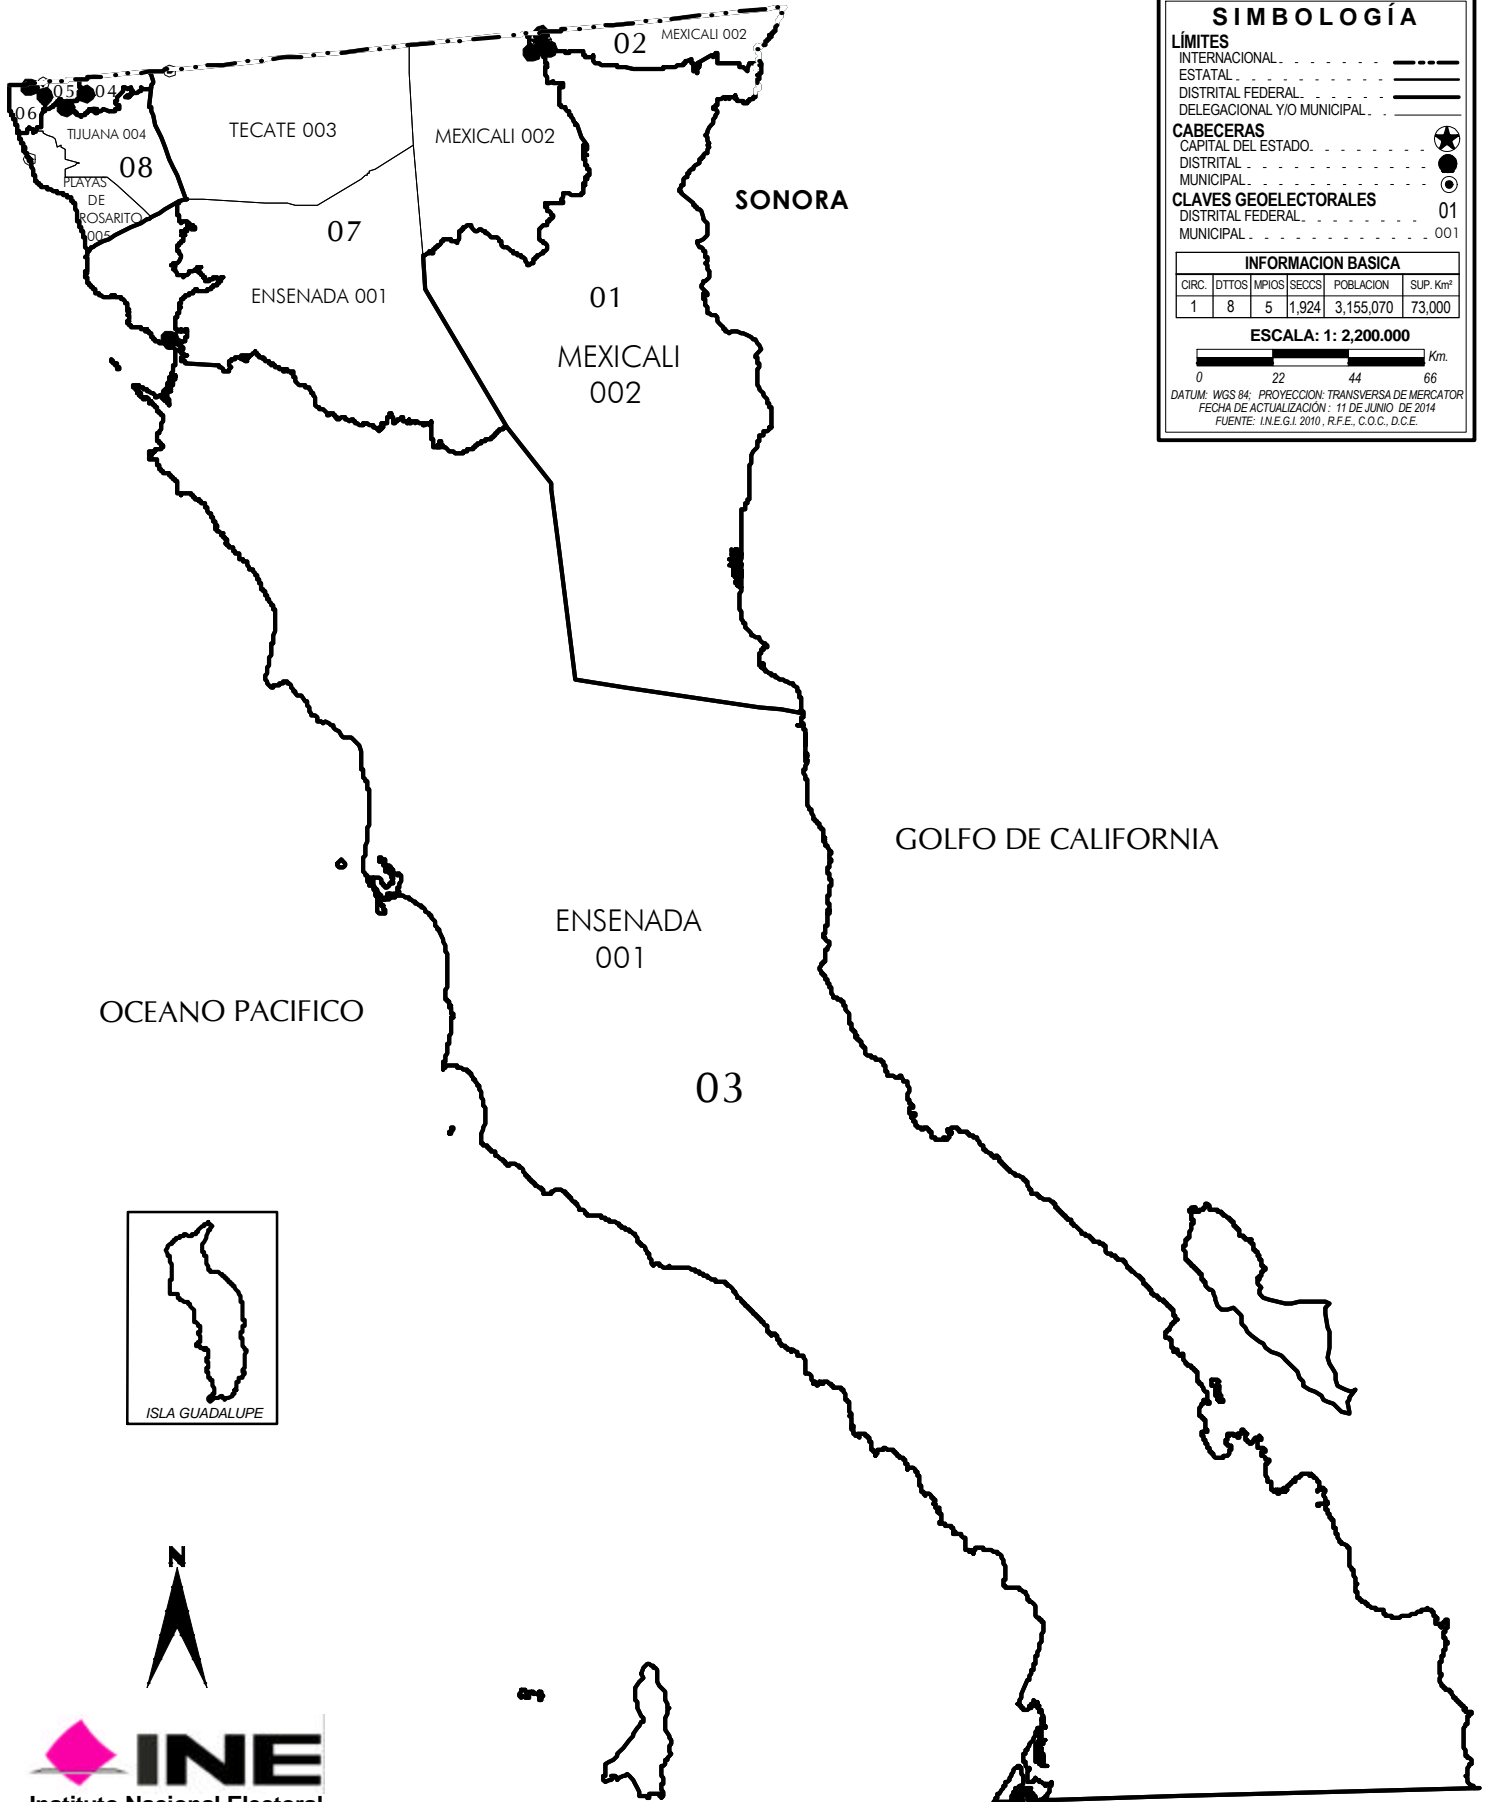 SIMBOLOGÍA
LÍMITES
INTERNACIONAL
ESTATAL
DISTRITAL FEDERAL
DELEGACIONAL Y/O MUNICIPAL
CABECERAS
CAPITAL DEL ESTADO
DISTRITAL
MUNICIPAL
CLAVES GEOELECTORALES
DISTRITAL FEDERAL 01
MUNICIPAL 001
INFORMACION BASICA
CIRC. DTTOS MPIOS SECCS POBLACION SUP. Km²
1 8 5 1,924 3,155,070 73,000
ESCALA: 1: 2,200.000
Km.
0 22 44 66
DATUM: WGS 84; PROYECCION: TRANSVERSA DE MERCATOR
FECHA DE ACTUALIZACIÓN : 11 DE JUNIO DE 2014
FUENTE: I.N.E.G.I. 2010 , R.F.E., C.O.C., D.C.E.
02 MEXICALI 002
05 04
06
TIJUANA 004
08
TECATE 003
MEXICALI 002
PLAYAS
DE
ROSARITO
005
SONORA
07
ENSENADA 001
01
MEXICALI
002
GOLFO DE CALIFORNIA
ENSENADA
001
OCEANO PACIFICO
03
ISLA GUADALUPE
N
INE
Instituto Nacional Electoral